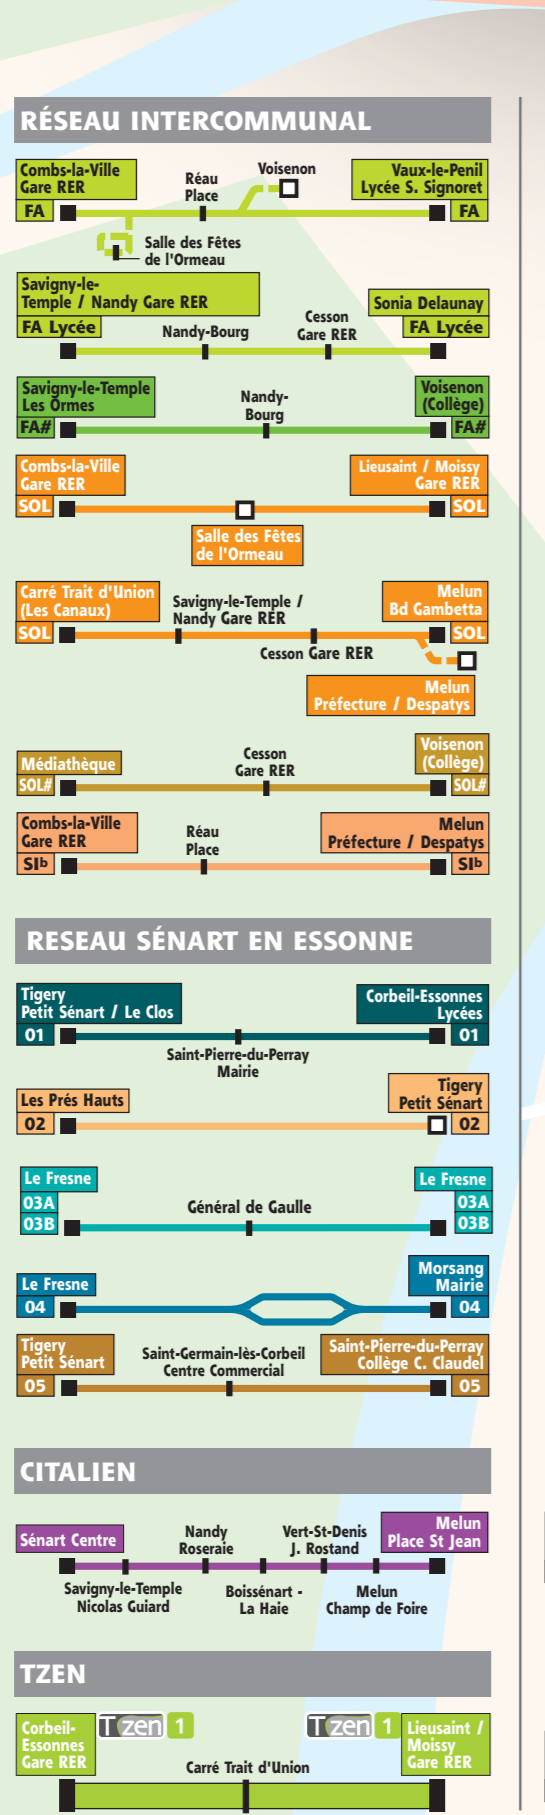 RÉSEAU INTERCOMMUNAL
Combs-la-Ville
Gare RER
FA
Réau
Place
Voisenon
Vaux-le-Penil
Lycée S. Signoret
FA
Salle des Fêtes
de l'Ormeau
Savigny-le-
Temple / Nandy Gare RER
FA Lycée
Nandy-Bourg
Cesson
Gare RER
Sonia Delaunay
FA Lycée
Savigny-le-Temple
Les Ormes
FA#
Nandy-
Bourg
Voisenon
(Collège)
FA#
Combs-la-Ville
Gare RER
SOL
Salle des Fêtes
de l'Ormeau
Lieusaint / Moissy
Gare RER
SOL
Carré Trait d'Union
(Les Canaux)
SOL
Savigny-le-Temple /
Nandy Gare RER
Cesson Gare RER
Melun
Bd Gambetta
SOL
Melun
Préfecture / Despatys
Médiathèque
SOL#
Cesson
Gare RER
Voisenon
(Collège)
SOL#
Combs-la-Ville
Gare RER
SIb
Réau
Place
Melun
Préfecture / Despatys
SIb
RESEAU SÉNART EN ESSONNE
Tigery
Petit Sénart / Le Clos
01
Saint-Pierre-du-Perray
Mairie
Corbeil-Essonnes
Lycées
01
Les Prés Hauts
02
Tigery
Petit Sénart
02
Le Fresne
03A
03B
Général de Gaulle
Le Fresne
03A
03B
Le Fresne
04
Morsang
Mairie
04
Tigery
Petit Sénart
05
Saint-Germain-lès-Corbeil
Centre Commercial
Saint-Pierre-du-Perray
Collège C. Claudel
05
CITALIEN
Sénart Centre
Savigny-le-Temple
Nicolas Guiard
Nandy
Roseraie
Boissénart -
La Haie
Vert-St-Denis
J. Rostand
Melun
Champ de Foire
Melun
Place St Jean
TZEN
Corbeil-
Essonnes
Gare RER
T zen 1
Carré Trait d'Union
T zen 1
Lieusaint /
Moissy
Gare RER